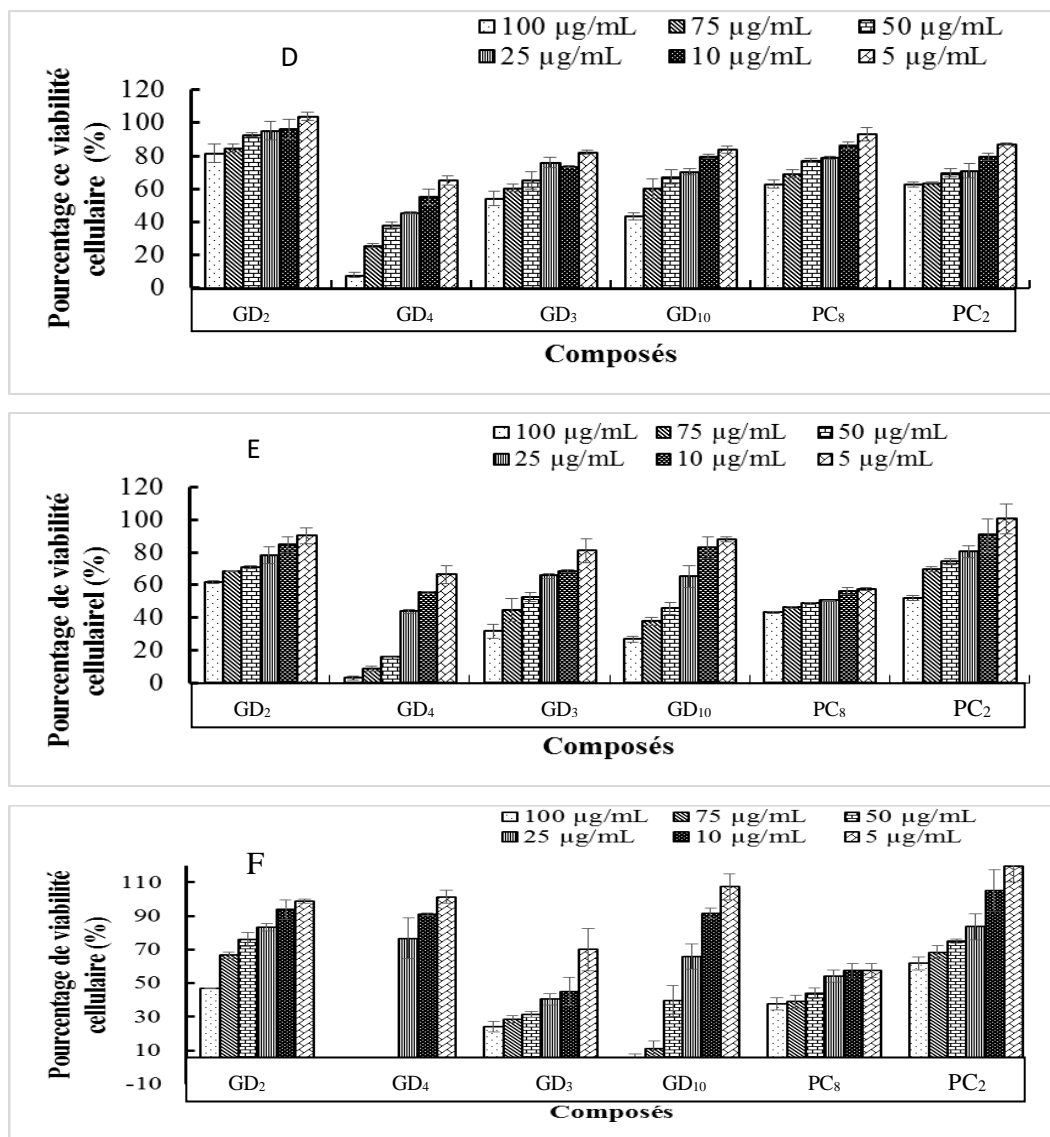 D
100 µg/mL 75 µg/mL 50 µg/mL
25 µg/mL 10 µg/mL 5 µg/mL
Pourcentage ce viabilité
cellulaire (%)
120
100
80
60
40
20
0
GD₂ GD₄ GD₃ GD₁₀ PC₈ PC₂
Composés
E
100 µg/mL 75 µg/mL 50 µg/mL
25 µg/mL 10 µg/mL 5 µg/mL
Pourcentage de viabilité
cellulairel (%)
120
100
80
60
40
20
0
GD₂ GD₄ GD₃ GD₁₀ PC₈ PC₂
Composés
F
100 µg/mL 75 µg/mL 50 µg/mL
25 µg/mL 10 µg/mL 5 µg/mL
Pourcentage de viabilité
cellulaire (%)
110
90
70
50
30
10
-10
GD₂ GD₄ GD₃ GD₁₀ PC₈ PC₂
Composés